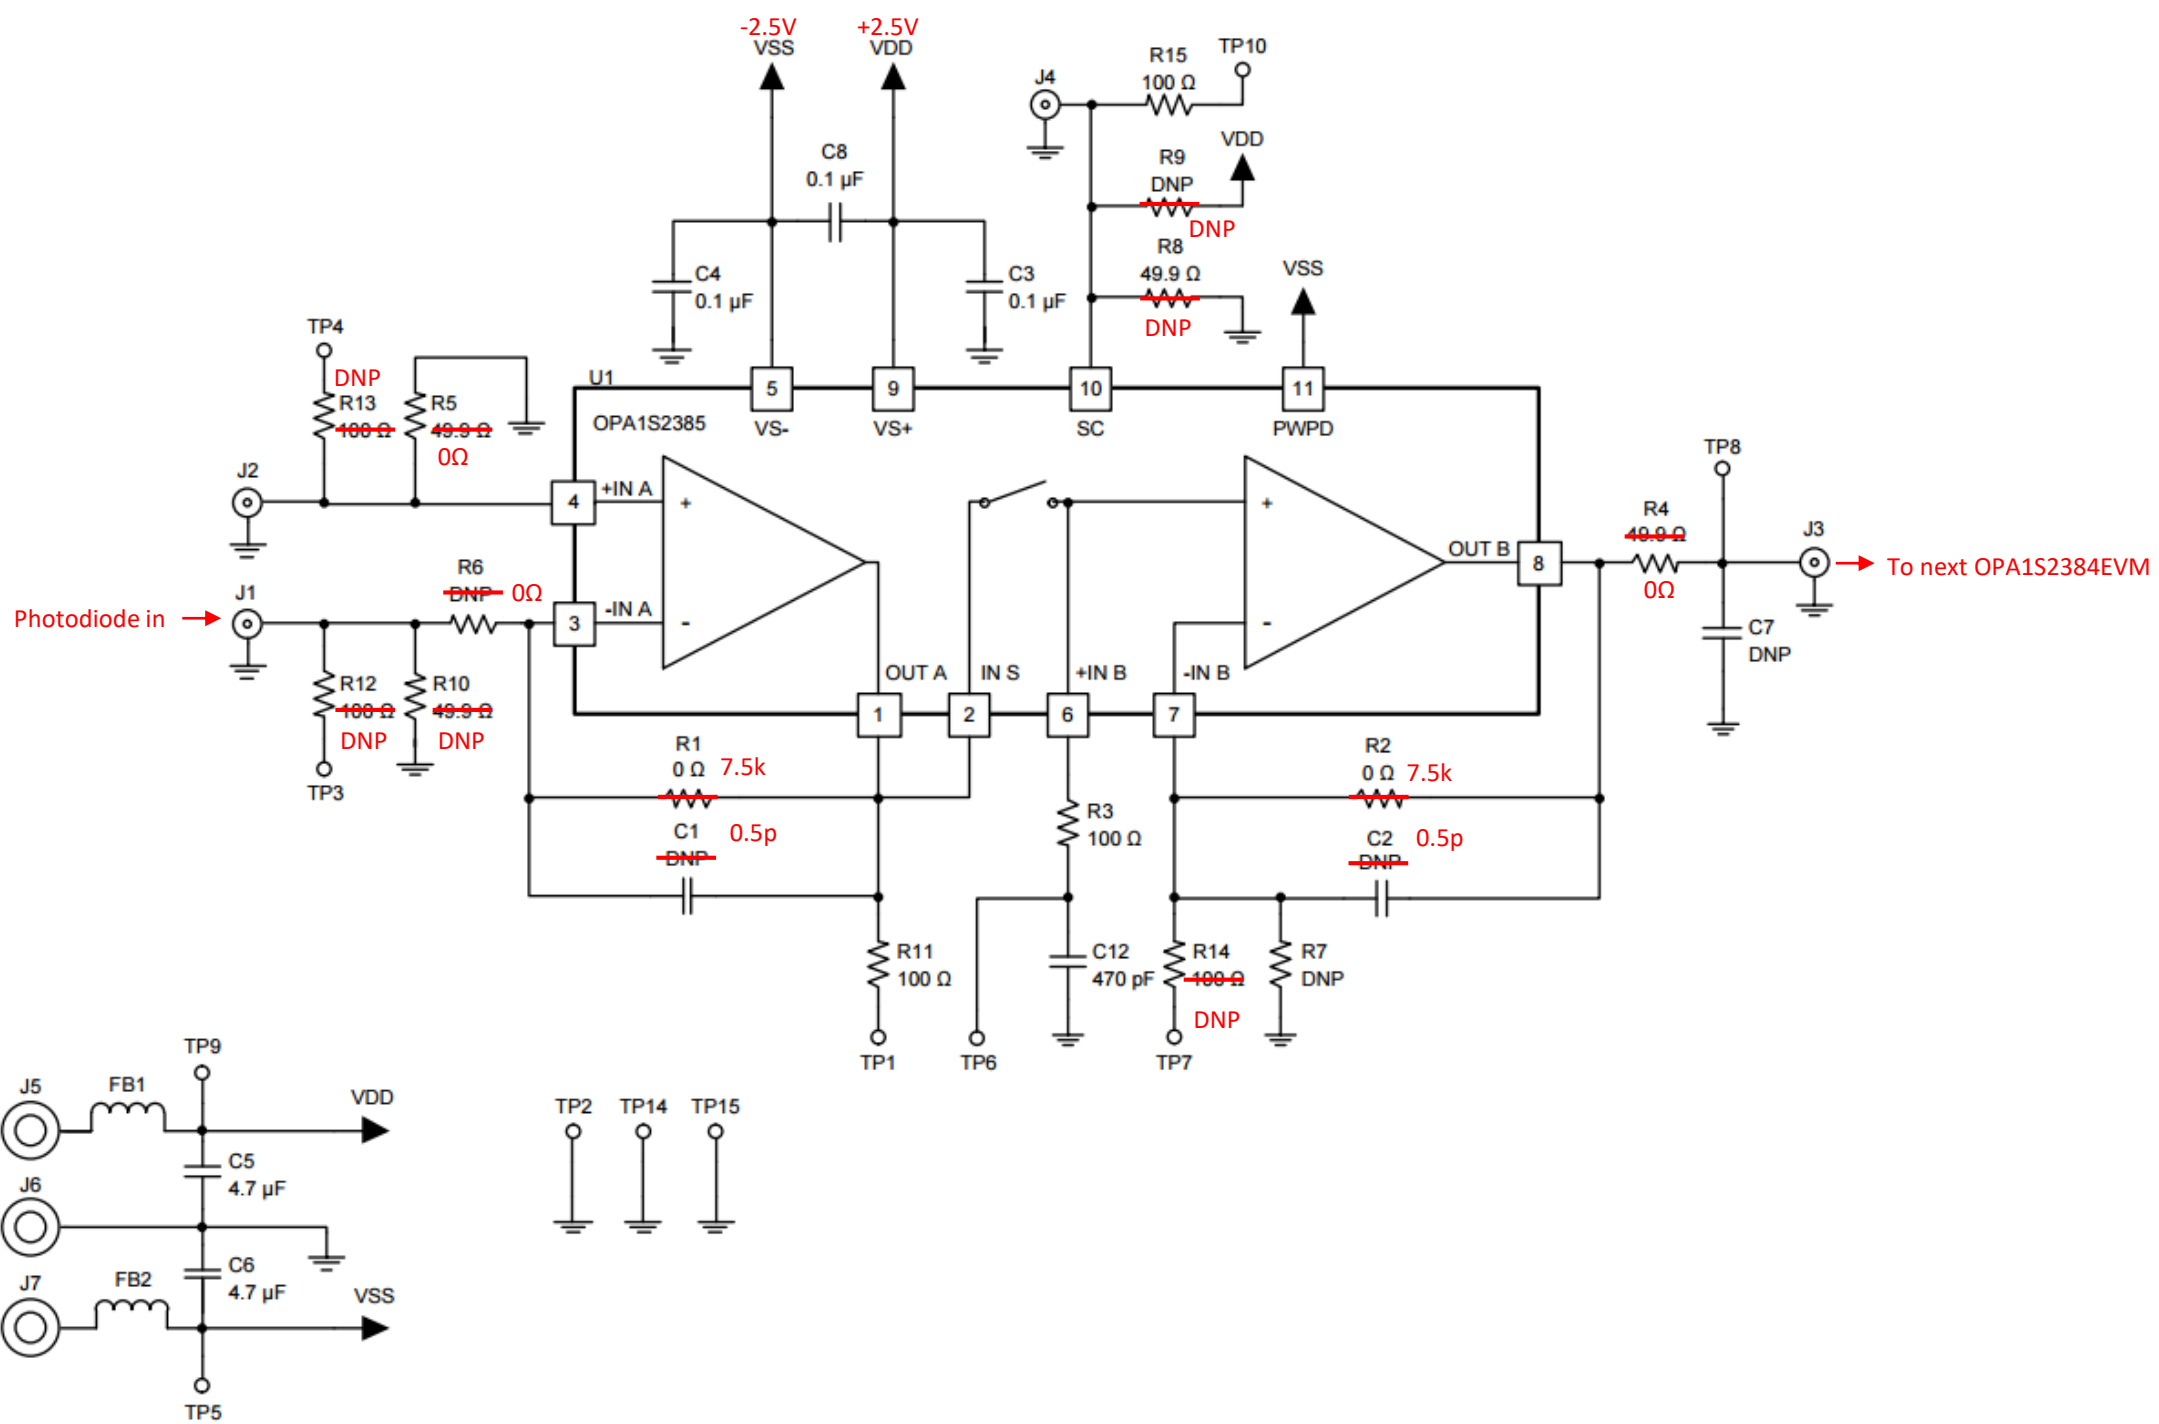 -2.5V
VSS
+2.5V
VDD
R15
100 Ω
TP10
J4
VDD
R9
DNP
DNP
R8
49.9 Ω
DNP
VSS
C8
0.1 µF
C4
0.1 µF
C3
0.1 µF
TP4
DNP
R13
100 Ω
R5
49.9 Ω
0Ω
U1
OPA1S2385
5
VS-
9
VS+
10
SC
11
PWPD
J2
4
+IN A
+
+
TP8
R4
49.9 Ω
0Ω
J3
To next OPA1S2384EVM
OUT B
8
R6
DNP
0Ω
J1
Photodiode in
3
-IN A
-
-
C7
DNP
R12
100 Ω
DNP
TP3
R10
49.9 Ω
DNP
OUT A
IN S
+IN B
-IN B
1
2
6
7
R1
0 Ω
7.5k
C1
DNP
0.5p
R2
0 Ω
7.5k
C2
DNP
0.5p
R3
100 Ω
R11
100 Ω
TP1
TP6
C12
470 pF
R14
100 Ω
DNP
TP7
R7
DNP
TP9
J5
FB1
VDD
C5
4.7 µF
J6
C6
4.7 µF
J7
FB2
VSS
TP5
TP2
TP14
TP15